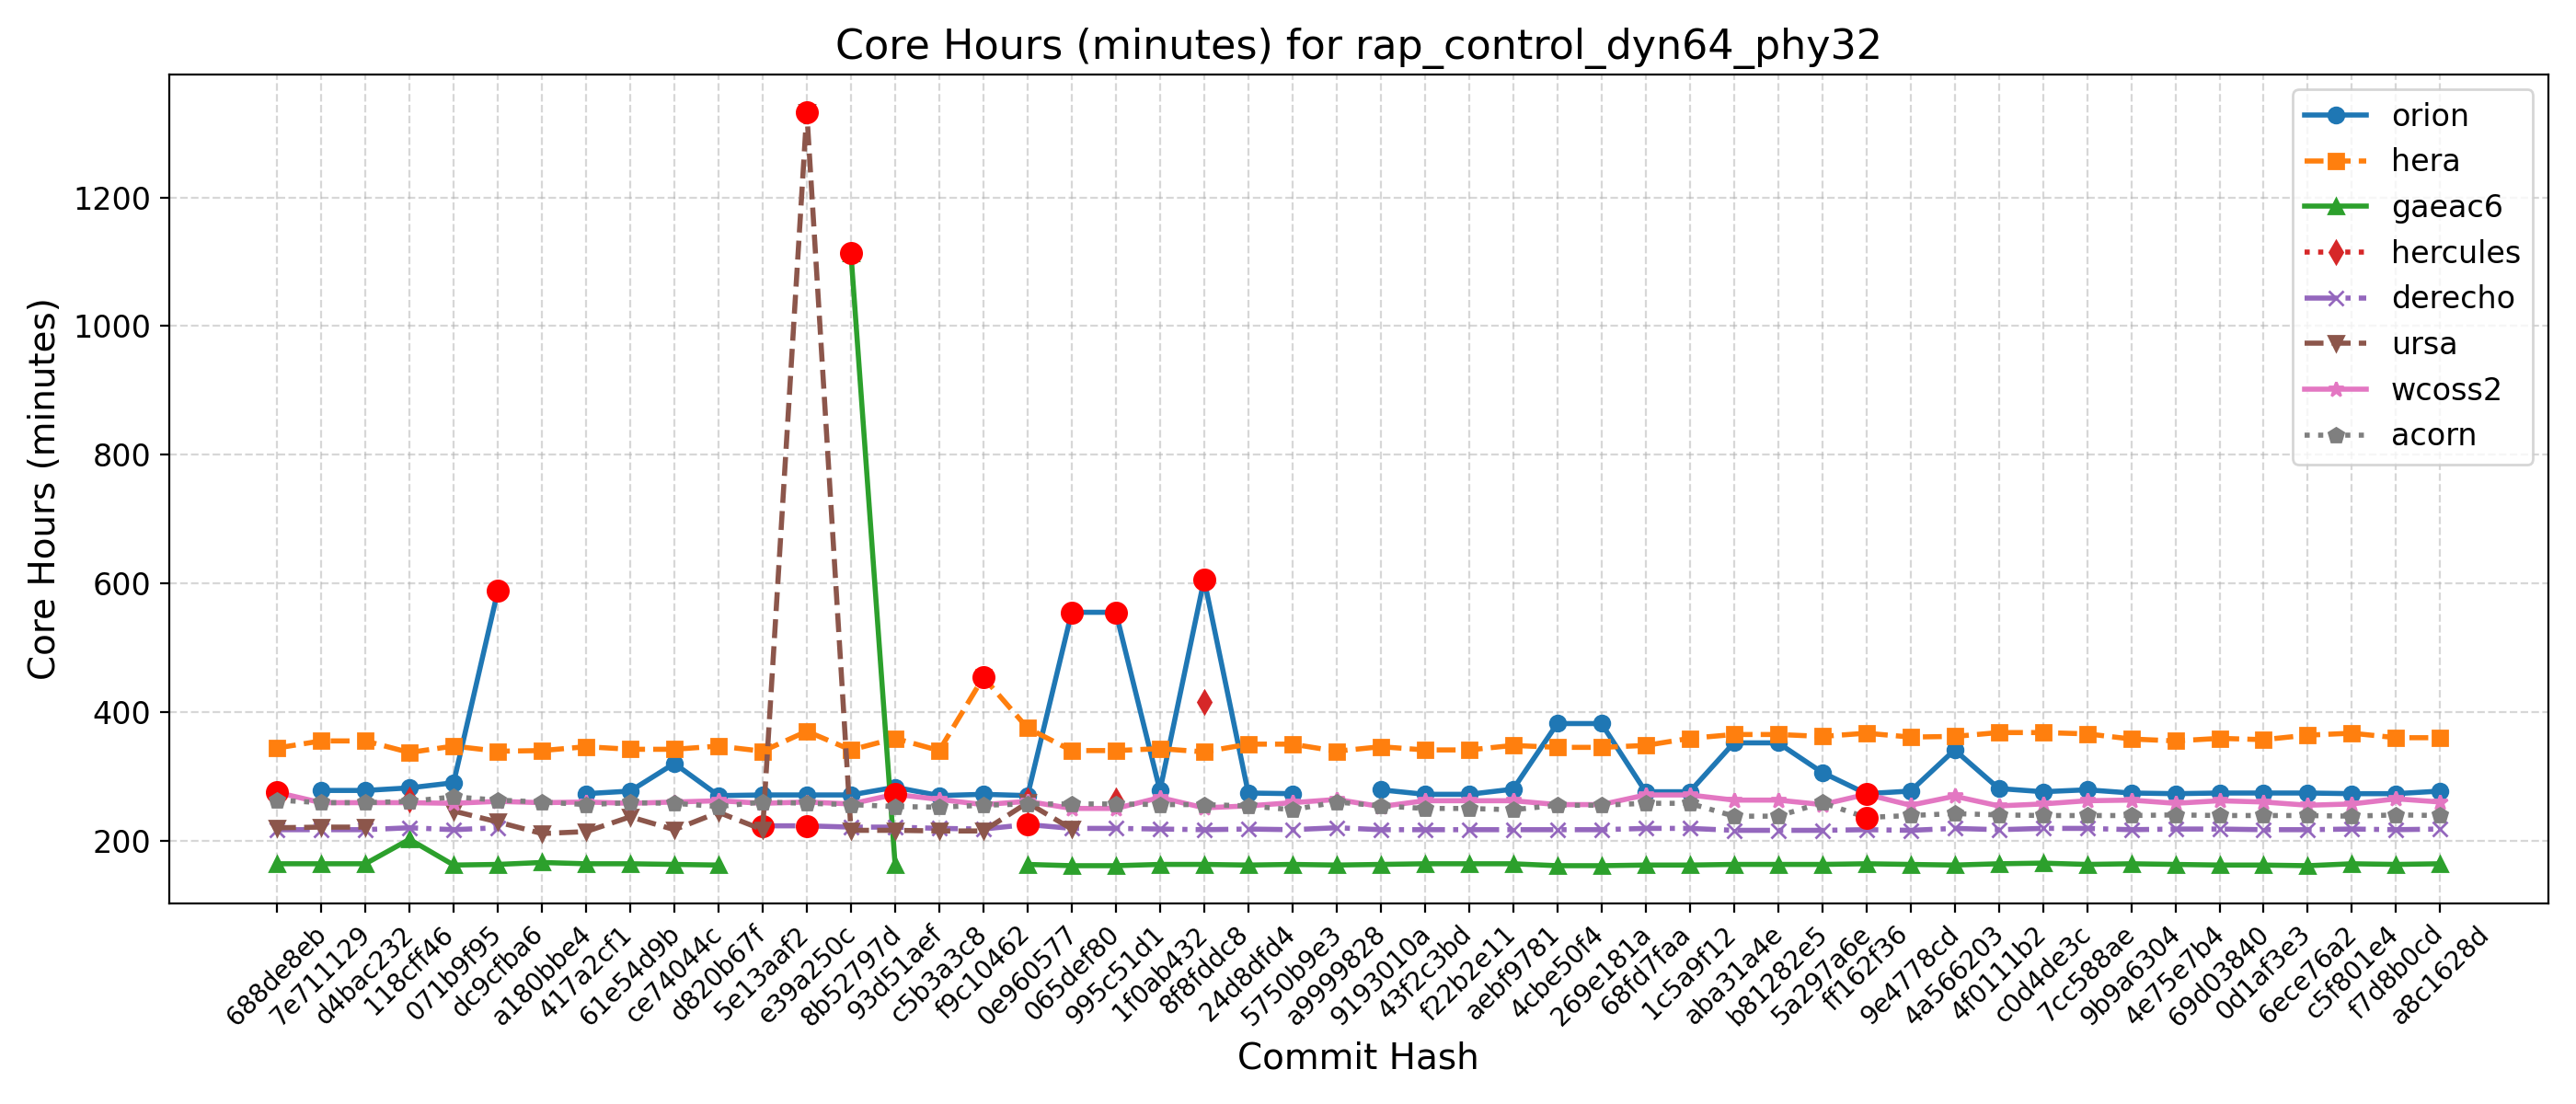 Core Hours (minutes) for rap_control_dyn64_phy32
Core Hours (minutes)
1200
1000
800
600
400
200
orion
hera
gaeac6
hercules
derecho
ursa
wcoss2
acorn
688de8eb
7e711129
d4bac232
118cff46
071b9f95
dc9cfba6
a180bbe4
417a2cf1
61e54d9b
ce74044c
d820b67f
5e13aaf2
e39a250c
8b52797d
93d51aef
c5b3a3c8
f9c10462
0e960577
065def80
995c51d1
1f0ab432
8f8fddc8
24d8dfd4
5750b9e3
a9999828
9193010a
43f2c3bd
f22b2e11
aebf9781
4cbe50f4
269e181a
68fd7faa
1c5a9f12
aba31a4e
b81282e5
5a297a6e
ff162f36
9e4778cd
4a566203
4f0111b2
c0d4de3c
7cc588ae
9b9a6304
4e75e7b4
69d03840
0d1af3e3
6ece76a2
c5f801e4
f7d8b0cd
a8c1628d
Commit Hash